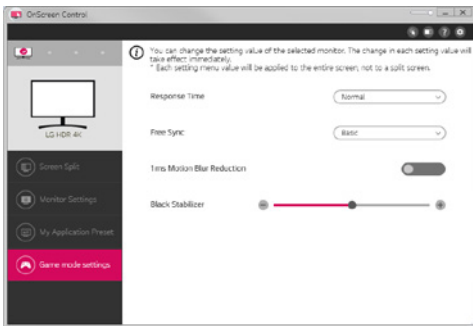 OnScreen Control
You can change the setting value of the selected monitor. The change in each setting value will
take effect immediately.
* Each setting menu value will be applied to the entire screen; not to a split screen.
LG HDR 4K
Screen Split
Monitor Settings
My Application Preset
Game mode settings
Response Time
Normal
Free Sync
Basic
1ms Motion Blur Reduction
Black Stabilizer